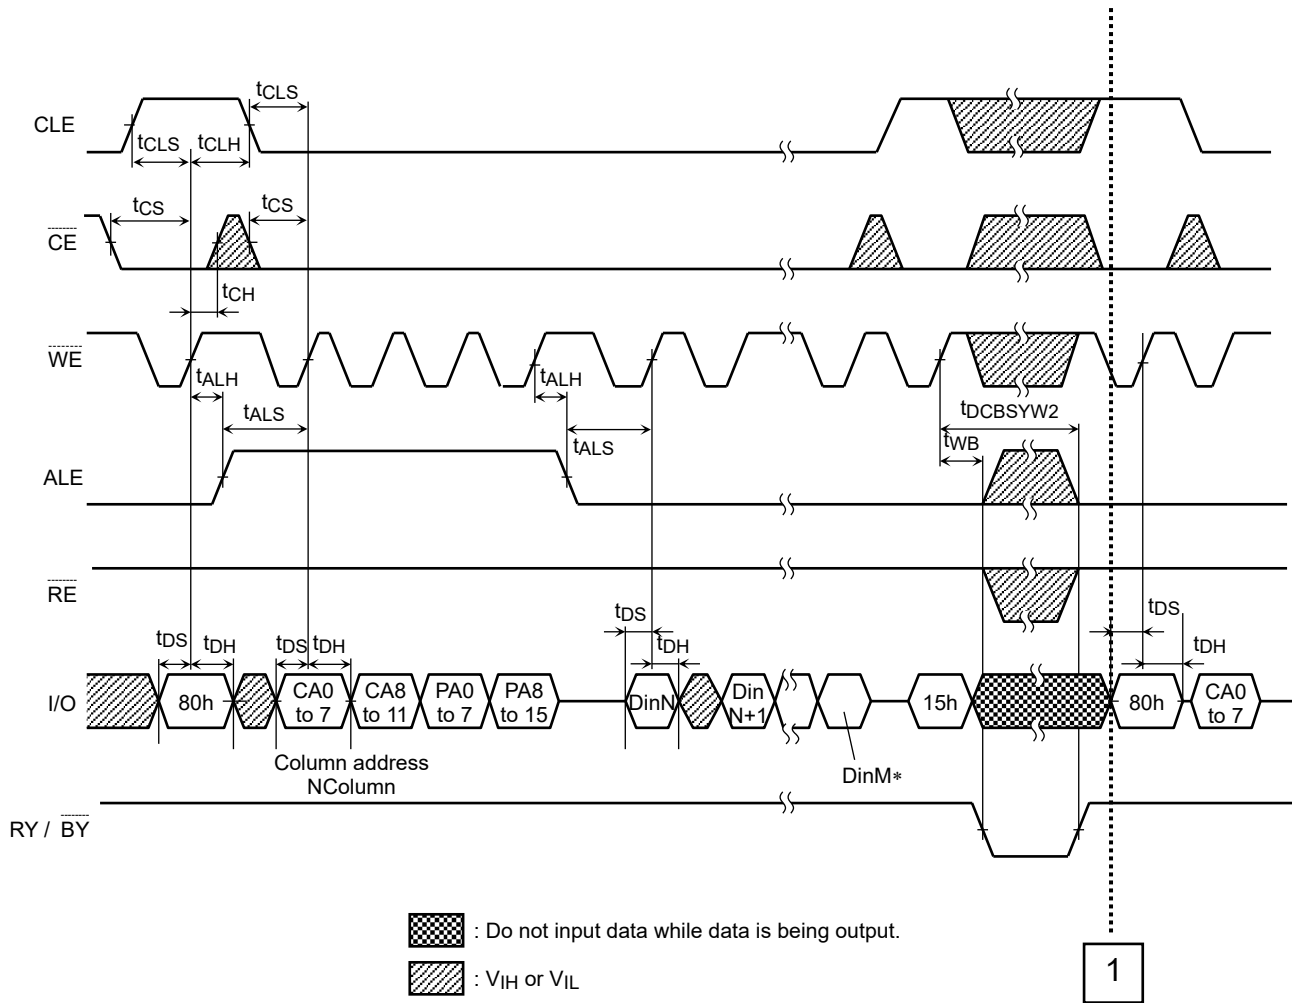 tCLS
CLE
tCLS
tCLH
tCS
tCS
CE
tCH
WE
tALH
tALH
tALS
tDCBSYW2
tALS
tWB
ALE
RE
tDS
tDH
tDS
tDH
tDS
tDH
tDS
tDH
I/O
80h
CA0 to 7
CA8 to 11
PA0 to 7
PA8 to 15
DinN
Din N+1
15h
80h
CA0 to 7
Column address
NColumn
DinM*
RY / BY
: Do not input data while data is being output.
: VIH or VIL
1